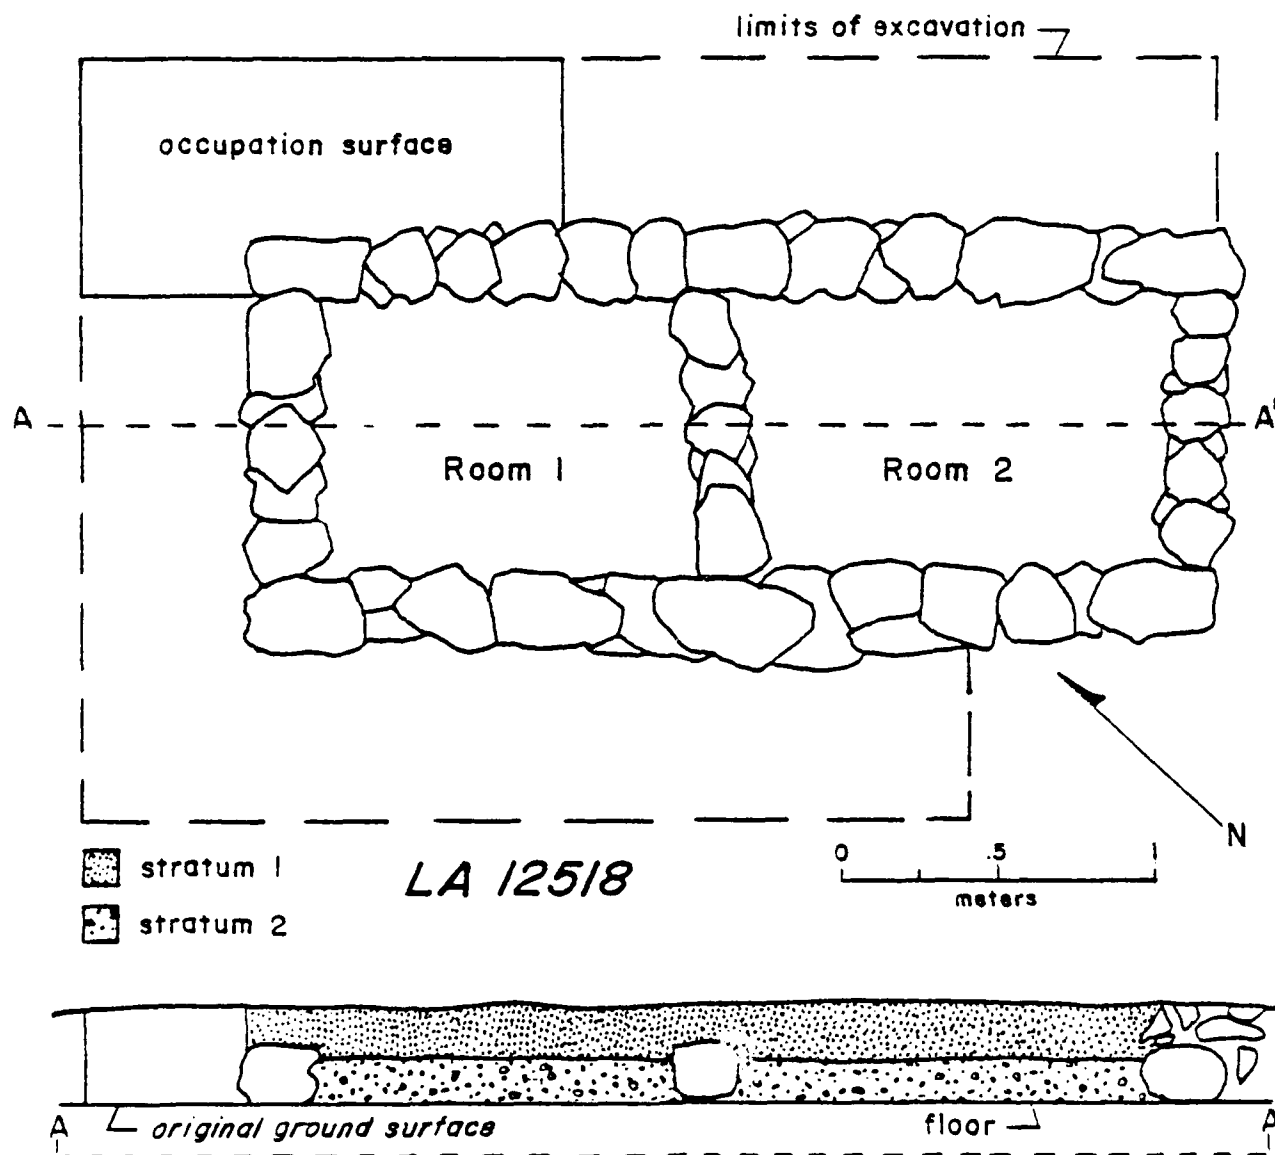 limits of excavation
occupation surface
A A'
Room 1 Room 2
N
0 .5 1
meters
stratum 1
LA 12518
stratum 2
A original ground surface floor A